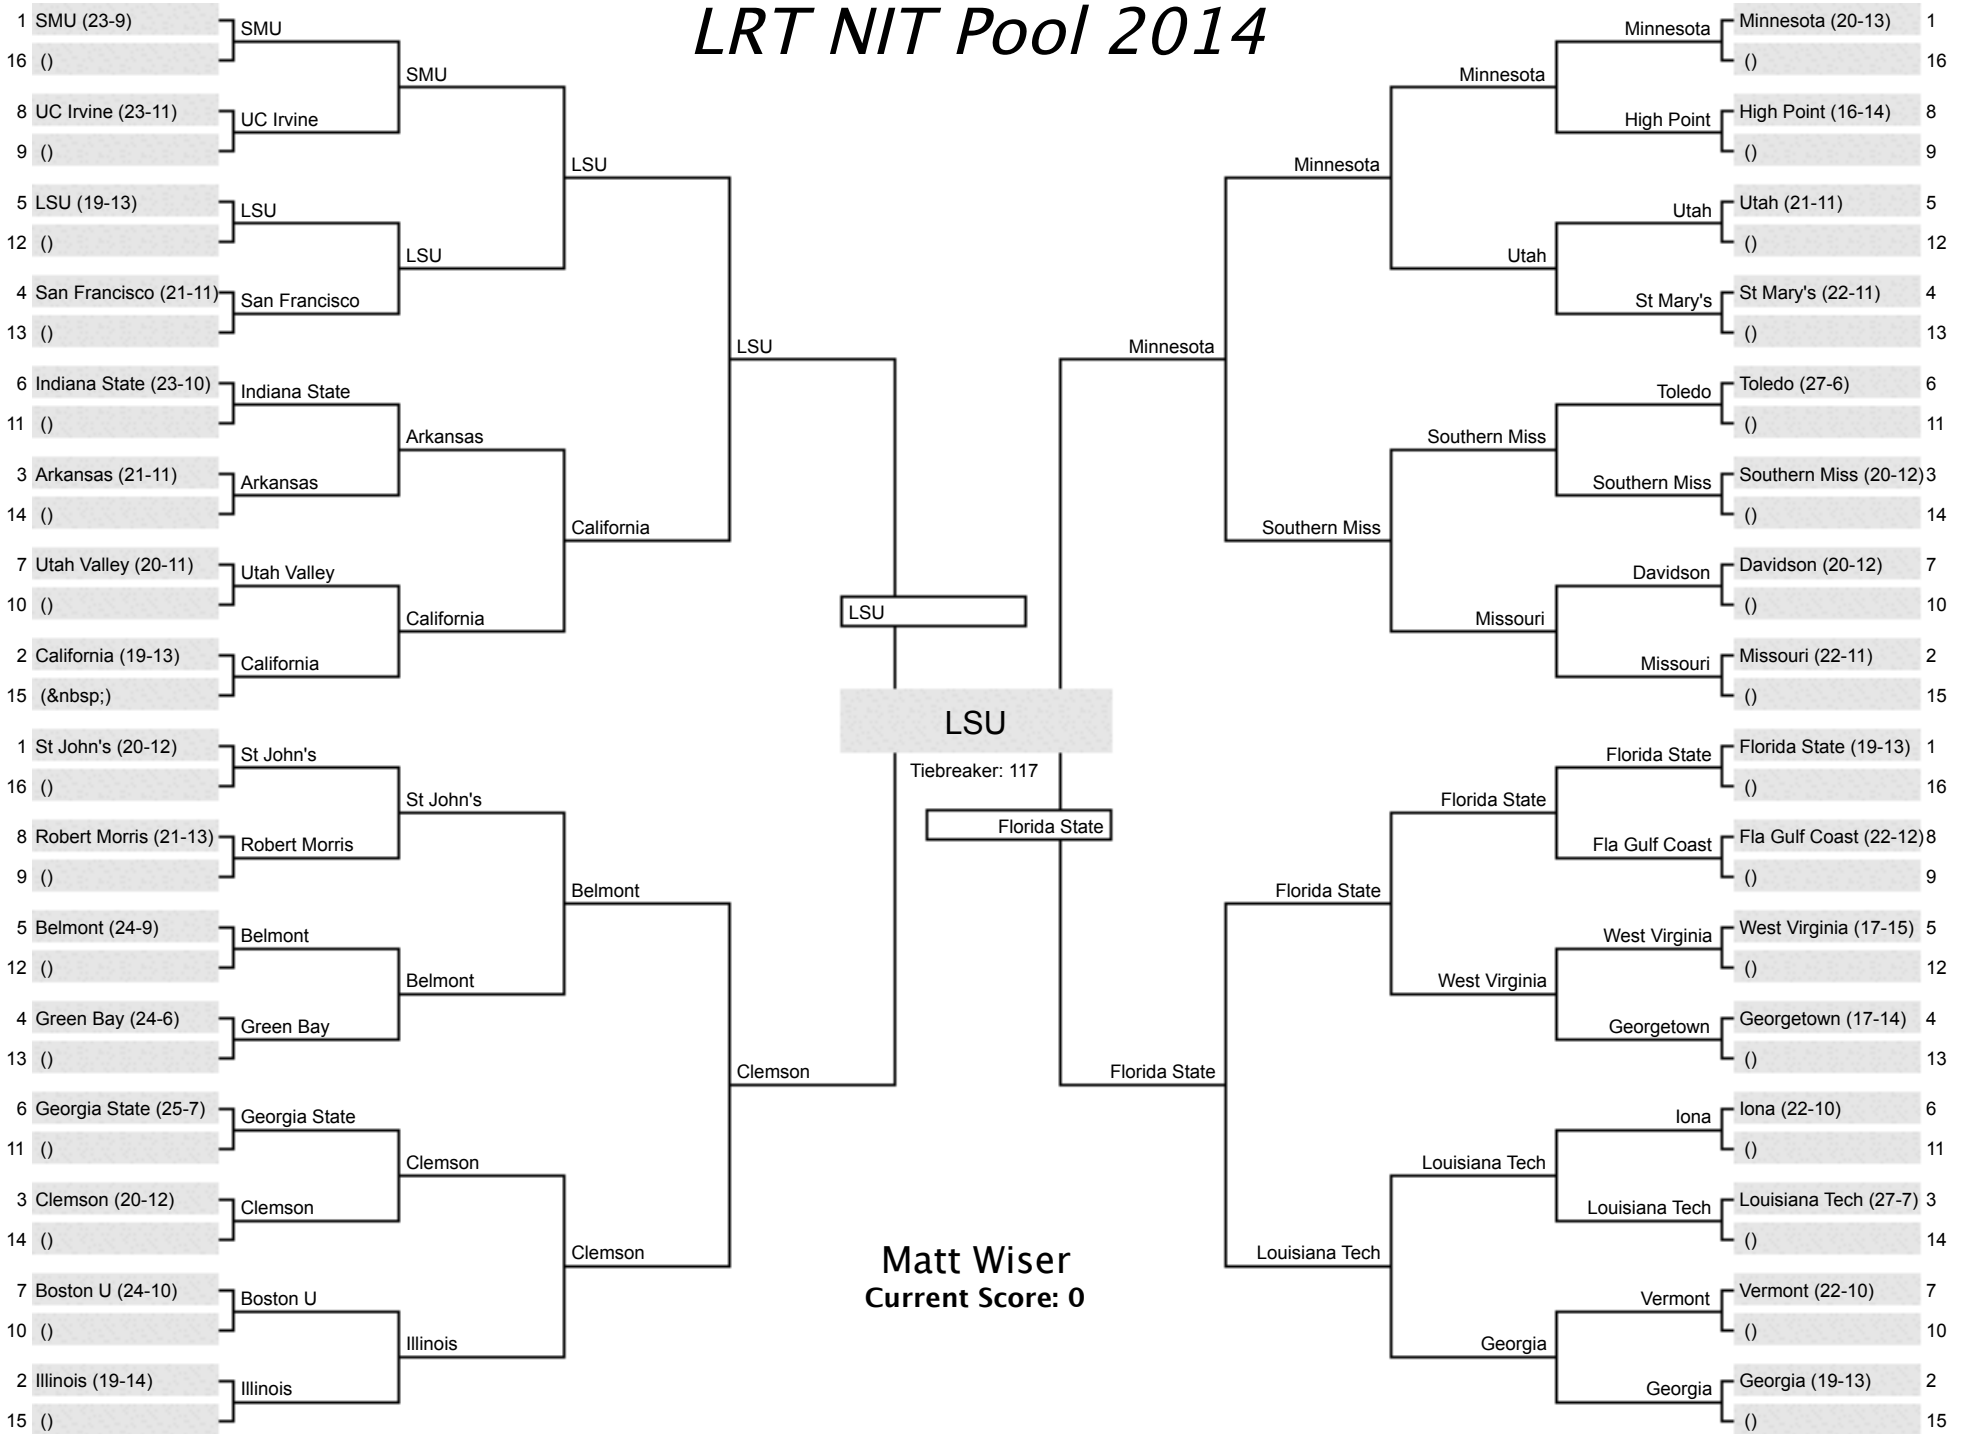 LRT NIT Pool 2014
1 SMU (23-9)
16 ()
8 UC Irvine (23-11)
9 ()
5 LSU (19-13)
12 ()
4 San Francisco (21-11)
13 ()
6 Indiana State (23-10)
11 ()
3 Arkansas (21-11)
14 ()
7 Utah Valley (20-11)
10 ()
2 California (19-13)
15 (&nbsp;)
1 St John's (20-12)
16 ()
8 Robert Morris (21-13)
9 ()
5 Belmont (24-9)
12 ()
4 Green Bay (24-6)
13 ()
6 Georgia State (25-7)
11 ()
3 Clemson (20-12)
14 ()
7 Boston U (24-10)
10 ()
2 Illinois (19-14)
15 ()
SMU
UC Irvine
LSU
San Francisco
Indiana State
Arkansas
Utah Valley
California
St John's
Robert Morris
Belmont
Green Bay
Georgia State
Clemson
Boston U
Illinois
SMU
LSU
Arkansas
California
St John's
Belmont
Clemson
Illinois
LSU
California
Belmont
Clemson
LSU
Clemson
LSU
LSU
Tiebreaker: 117
Florida State
Matt Wiser
Current Score: 0
Minnesota
Florida State
Minnesota
Southern Miss
Florida State
Louisiana Tech
Minnesota
Utah
Southern Miss
Missouri
Florida State
West Virginia
Louisiana Tech
Georgia
Minnesota
High Point
Utah
St Mary's
Toledo
Southern Miss
Davidson
Missouri
Florida State
Fla Gulf Coast
West Virginia
Georgetown
Iona
Louisiana Tech
Vermont
Georgia
Minnesota (20-13) 1
() 16
High Point (16-14) 8
() 9
Utah (21-11) 5
() 12
St Mary's (22-11) 4
() 13
Toledo (27-6) 6
() 11
Southern Miss (20-12) 3
() 14
Davidson (20-12) 7
() 10
Missouri (22-11) 2
() 15
Florida State (19-13) 1
() 16
Fla Gulf Coast (22-12) 8
() 9
West Virginia (17-15) 5
() 12
Georgetown (17-14) 4
() 13
Iona (22-10) 6
() 11
Louisiana Tech (27-7) 3
() 14
Vermont (22-10) 7
() 10
Georgia (19-13) 2
() 15